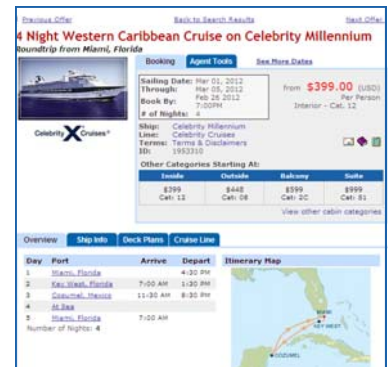 Previous Offer Back to Search Results Next Offer
4 Night Western Caribbean Cruise on Celebrity Millennium
Roundtrip from Miami, Florida
Booking Agent Tools See More Dates
Sailing Date: Mar 01, 2012
Through: Mar 05, 2012
Book By: Feb 26 2012
7:00PM
# of Nights: 4
from $399.00 (USD)
Per Person
Interior - Cat. 12
Celebrity X Cruises®
Ship: Celebrity Millennium
Line: Celebrity Cruises
Terms: Terms & Disclaimers
ID: 1953310
Other Categories Starting At:
Inside Outside Balcony Suite
$399 $448 $599 $999
Cat: 12 Cat: 08 Cat: 2C Cat: S1
View other cabin categories
Overview Ship Info Deck Plans Cruise Line
Day Port Arrive Depart Itinerary Map
1 Miami, Florida 4:30 PM
2 Key West, Florida 7:00 AM 1:30 PM
3 Cozumel, Mexico 11:30 AM 8:30 PM
4 At Sea
5 Miami, Florida 7:00 AM
Number of Nights: 4
MIAMI
KEY WEST
COZUMEL